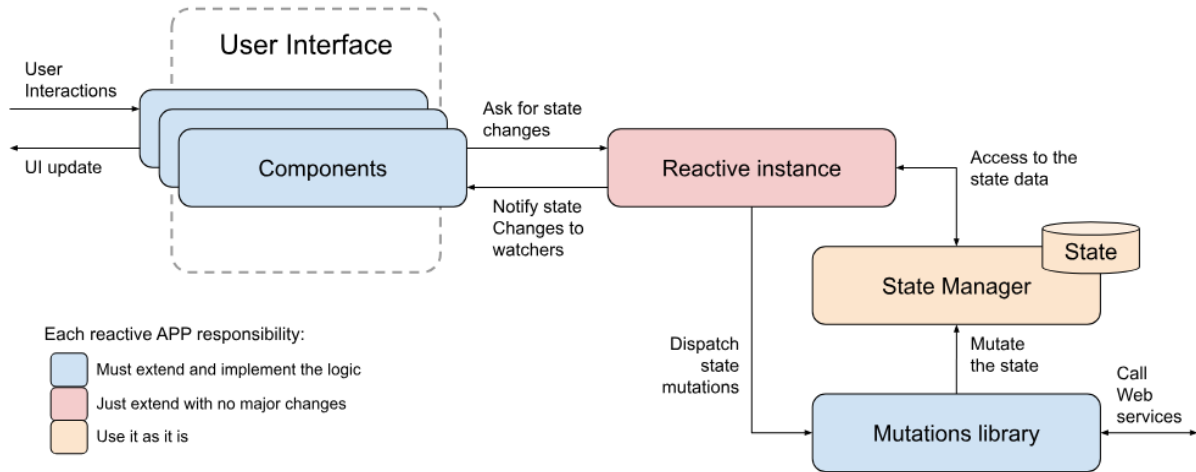 User Interface
User
Interactions
UI update
Components
Ask for state
changes
Notify state
Changes to
watchers
Reactive instance
Access to the
state data
State
State Manager
Dispatch
state
mutations
Mutate
the state
Call
Web
services
Mutations library
Each reactive APP responsibility:
Must extend and implement the logic
Just extend with no major changes
Use it as it is